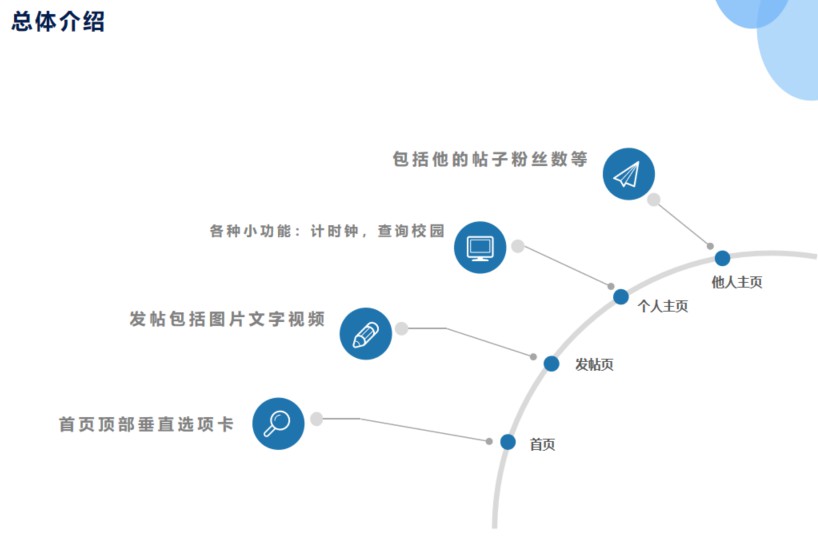 总体介绍
包括他的帖子粉丝数等
他人主页
各种小功能：计时钟，查询校园
个人主页
发帖包括图片文字视频
发帖页
首页顶部垂直选项卡
首页